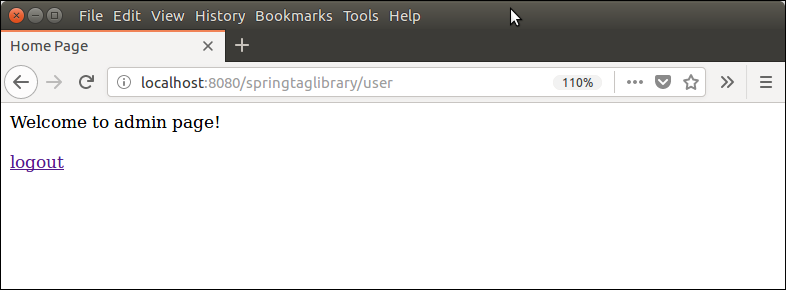 File Edit View History Bookmarks Tools Help
Home Page
localhost:8080/springtaglibrary/user 110%
Welcome to admin page!
logout